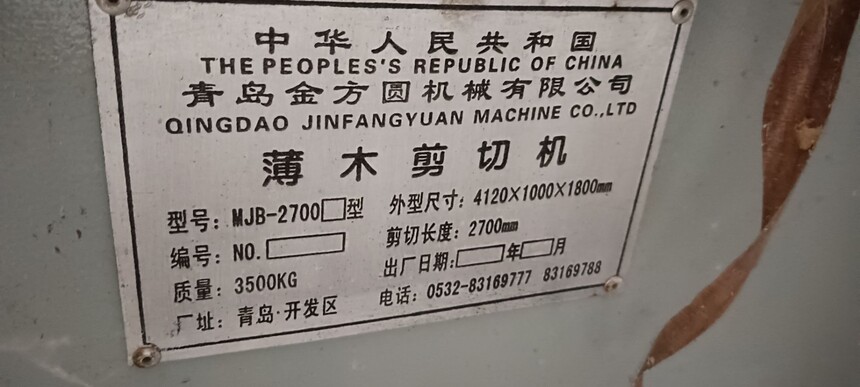 中华人民共和国
THE PEOPLES'S REPUBLIC OF CHINA
青岛金方圆机械有限公司
QINGDAO JINFANGYUAN MACHINE CO.,LTD
薄木剪切机
型号: MJB-2700□型 外型尺寸: 4120×1000×1800mm
编号: NO. 剪切长度: 2700mm
质量: 3500KG 出厂日期: 年 月
厂址: 青岛·开发区 电话: 0532-83169777 83169788